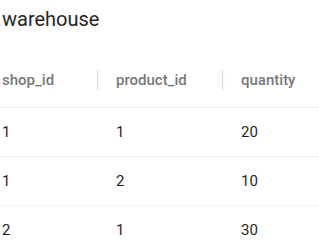 warehouse
shop_id product_id quantity
1 1 20
1 2 10
2 1 30